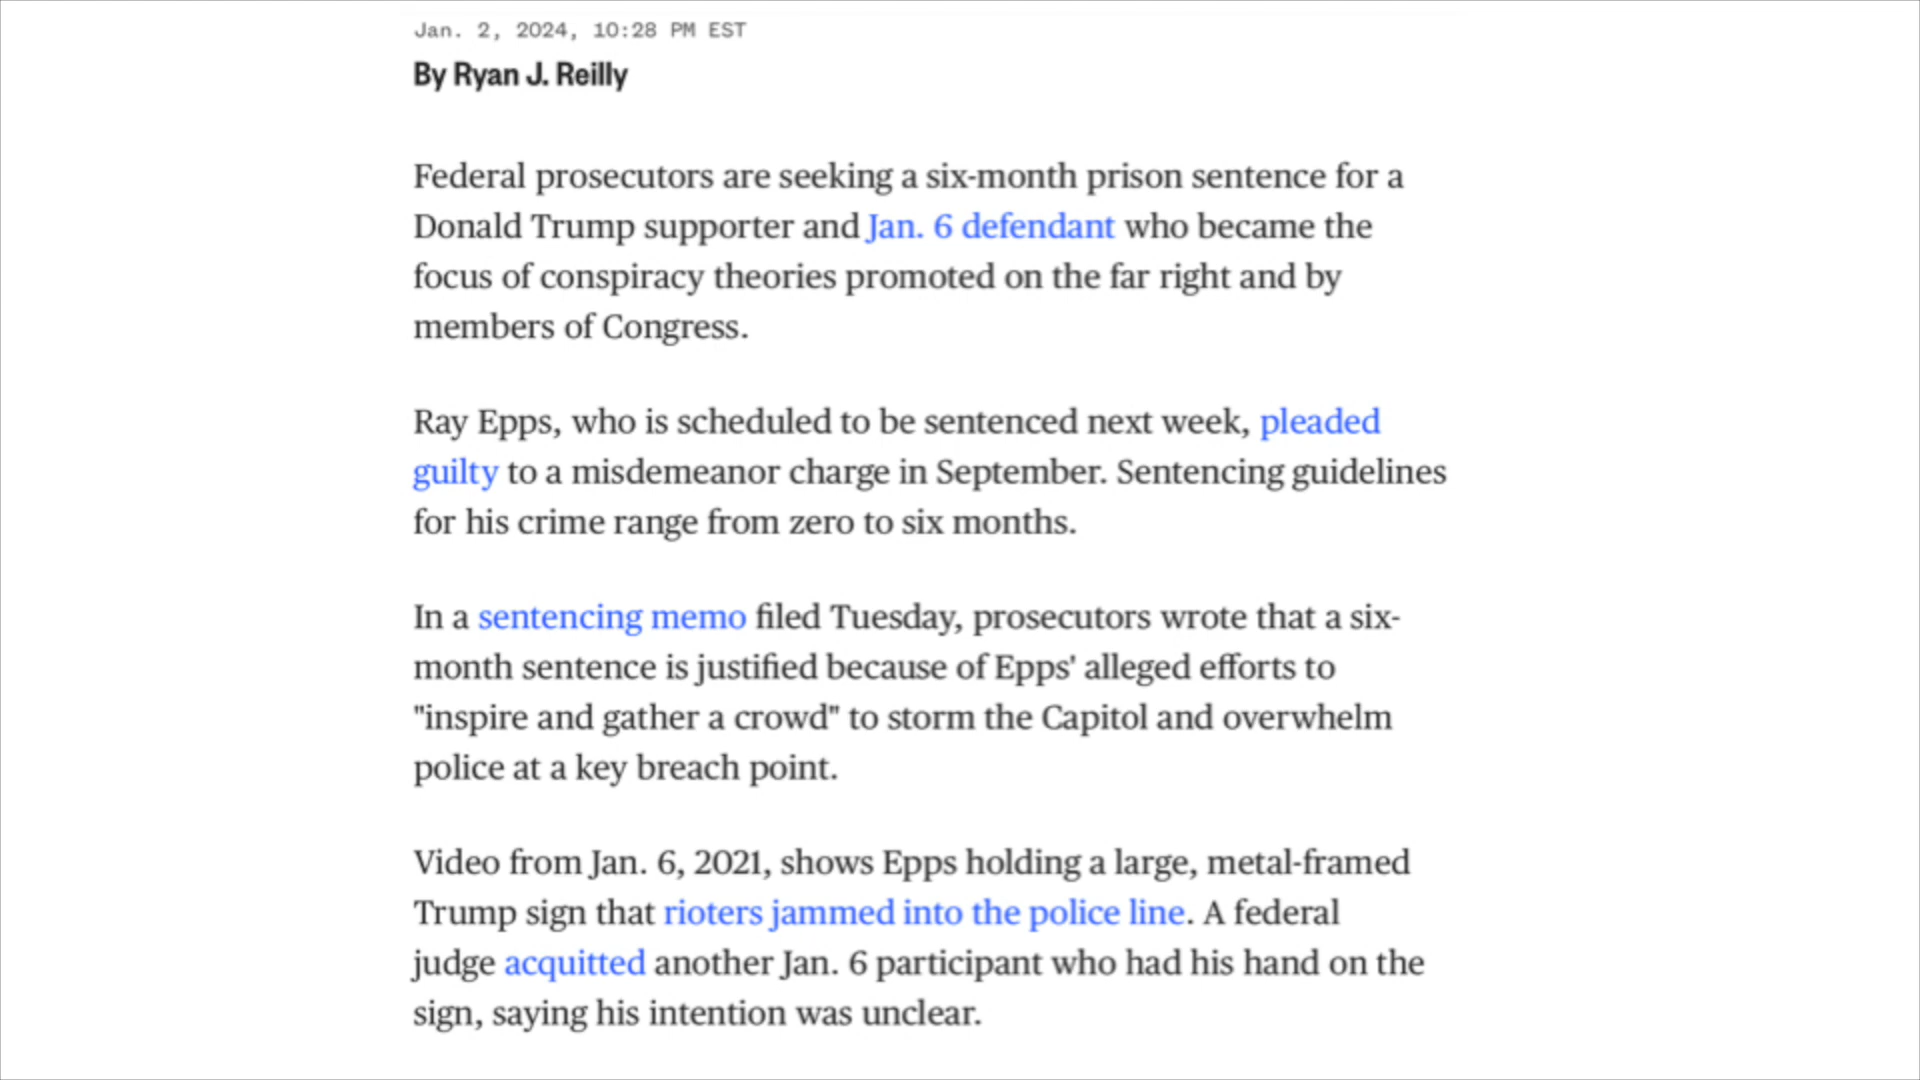 Jan. 2, 2024, 10:28 PM EST
By Ryan J. Reilly
Federal prosecutors are seeking a six-month prison sentence for a
Donald Trump supporter and Jan. 6 defendant who became the
focus of conspiracy theories promoted on the far right and by
members of Congress.
Ray Epps, who is scheduled to be sentenced next week, pleaded
guilty to a misdemeanor charge in September. Sentencing guidelines
for his crime range from zero to six months.
In a sentencing memo filed Tuesday, prosecutors wrote that a six-
month sentence is justified because of Epps' alleged efforts to
"inspire and gather a crowd" to storm the Capitol and overwhelm
police at a key breach point.
Video from Jan. 6, 2021, shows Epps holding a large, metal-framed
Trump sign that rioters jammed into the police line. A federal
judge acquitted another Jan. 6 participant who had his hand on the
sign, saying his intention was unclear.